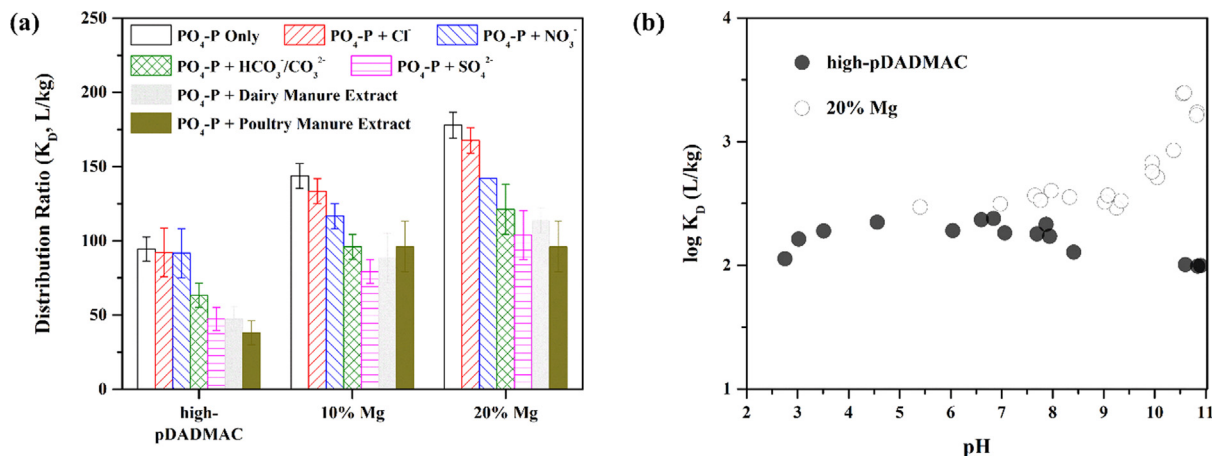 (a)
Distribution Ratio (K_D, L/kg)
250
200
150
100
50
0
PO₄-P Only
PO₄-P + Cl⁻
PO₄-P + NO₃⁻
PO₄-P + HCO₃⁻/CO₃²⁻
PO₄-P + SO₄²⁻
PO₄-P + Dairy Manure Extract
PO₄-P + Poultry Manure Extract
high-
pDADMAC
10% Mg
20% Mg
(b)
log K_D (L/kg)
4
3
2
1
high-pDADMAC
20% Mg
2 3 4 5 6 7 8 9 10 11
pH